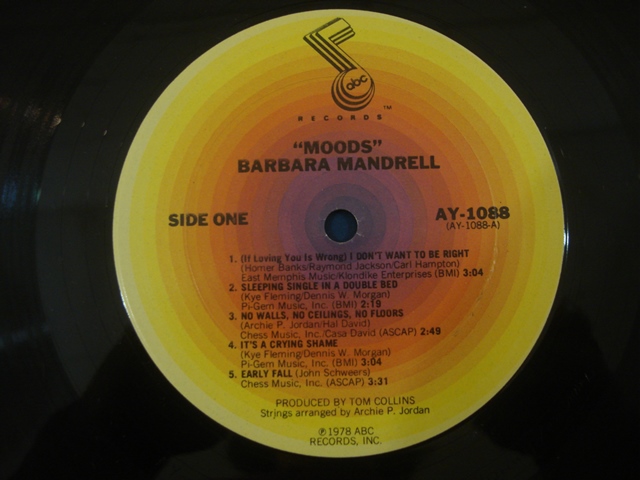 abc
TM
RECORDS
"MOODS"
BARBARA MANDRELL
SIDE ONE
AY-1088
(AY-1088-A)
1. (If Loving You Is Wrong) I DON'T WANT TO BE RIGHT
(Homer Banks/Raymond Jackson/Carl Hampton)
East Memphis Music/Klondike Enterprises (BMI) 3:04
2. SLEEPING SINGLE IN A DOUBLE BED
(Kye Fleming/Dennis W. Morgan)
Pi-Gem Music, Inc. (BMI) 2:19
3. NO WALLS, NO CEILINGS, NO FLOORS
(Archie P. Jordan/Hal David)
Chess Music, Inc./Casa David (ASCAP) 2:49
4. IT'S A CRYING SHAME
(Kye Fleming/Dennis W. Morgan)
Pi-Gem Music, Inc. (BMI) 3:04
5. EARLY FALL (John Schweers)
Chess Music, Inc. (ASCAP) 3:31
PRODUCED BY TOM COLLINS
Strings arranged by Archie P. Jordan
℗1978 ABC
RECORDS, INC.